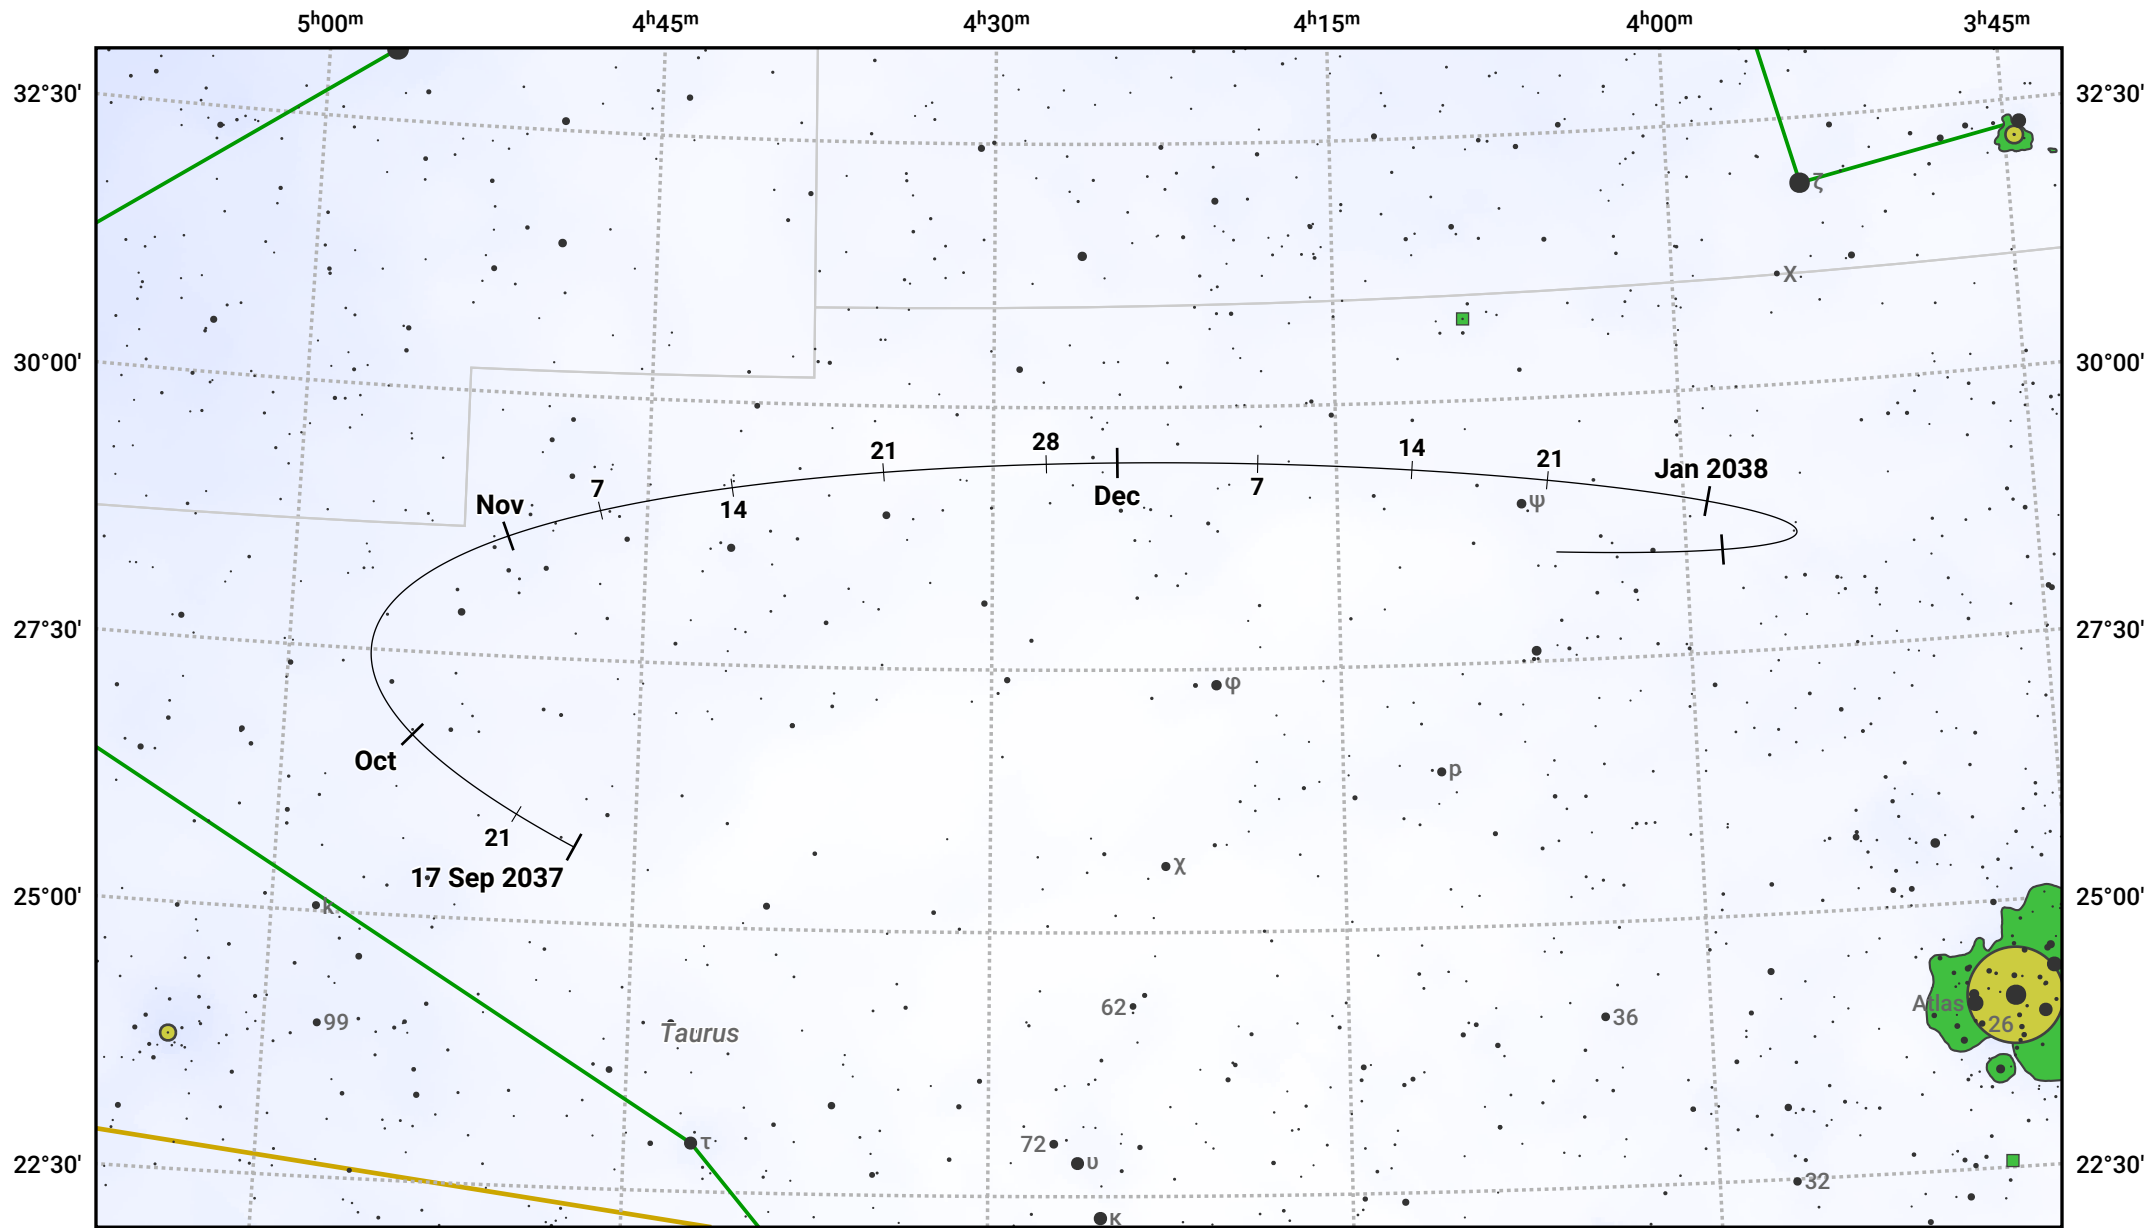 5ʰ00ᵐ 4ʰ45ᵐ 4ʰ30ᵐ 4ʰ15ᵐ 4ʰ00ᵐ 3ʰ45ᵐ
32°30' 32°30'
ζ
χ
30°00' 30°00'
21 28 14 21 Jan 2038
Nov 7 14 Dec 7 ψ
27°30' 27°30'
φ
Oct p
21
17 Sep 2037 χ
25°00' 25°00'
k
99 Taurus 62 36 Atlas 26
τ 72 υ
22°30' 22°30'
32
κ